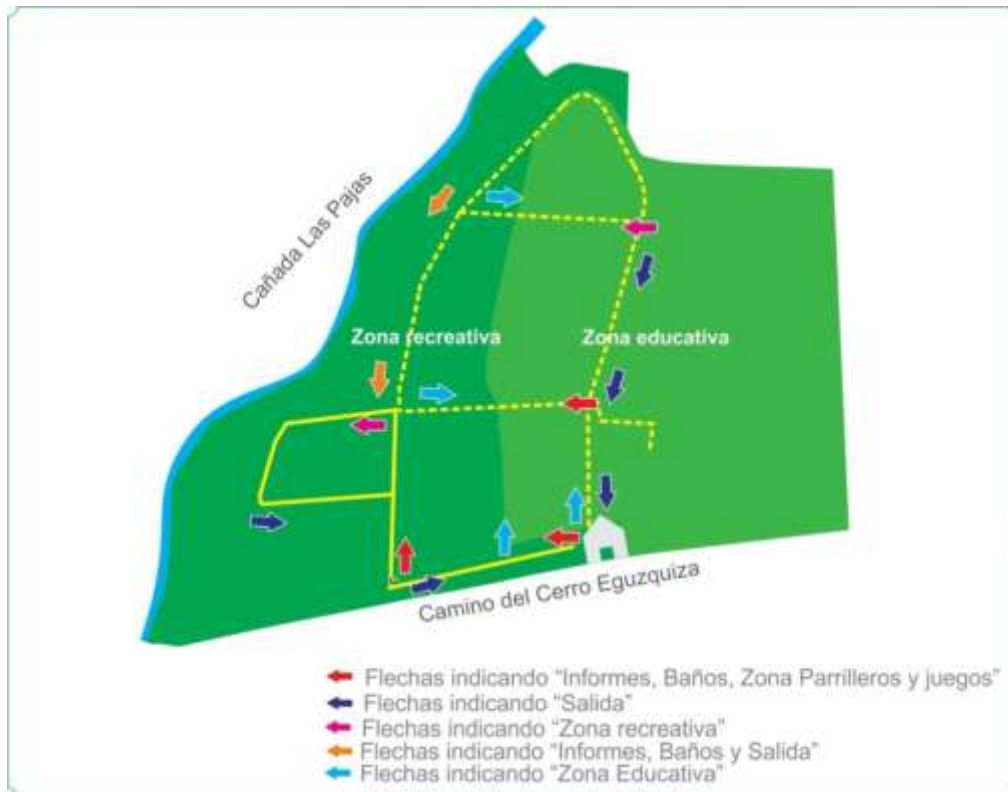 Cañada Las Pajas
Zona recreativa
Zona educativa
Camino del Cerro Eguzquiza
Flechas indicando “Informes, Baños, Zona Parrilleros y juegos”
Flechas indicando “Salida”
Flechas indicando “Zona recreativa”
Flechas indicando “Informes, Baños y Salida”
Flechas indicando “Zona Educativa”